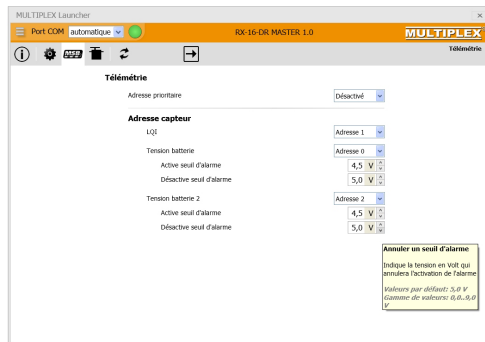 MULTIPLEX Launcher
Port COM automatique RX-16-DR MASTER 1.0 MULTIPLEX
MSB Télémétrie
Télémétrie
Adresse prioritaire Désactivé
Adresse capteur
LQI Adresse 1
Tension batterie Adresse 0
Active seuil d'alarme 4,5 V
Désactive seuil d'alarme 5,0 V
Tension batterie 2 Adresse 2
Active seuil d'alarme 4,5 V
Désactive seuil d'alarme 5,0 V
Annuler un seuil d'alarme
Indique la tension en Volt qui
annulera l'activation de l'alarme
Valeurs par défaut: 5,0 V
Gamme de valeurs: 0,0..9,0
V